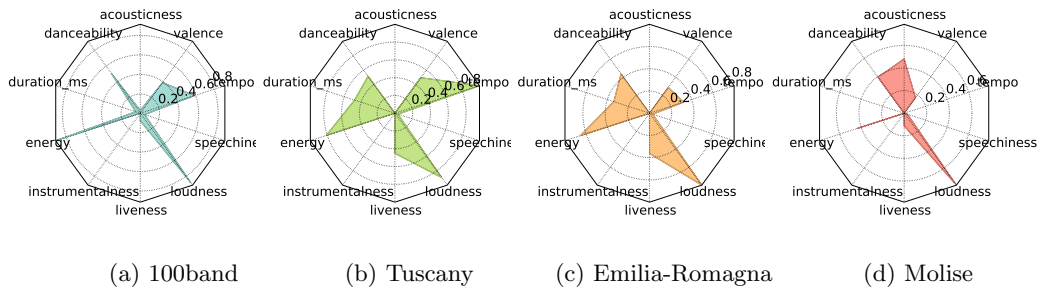 acousticness
danceability
valence
duration_ms
tempo
0.2
0.4
0.6
0.8
energy
instrumentalness
loudness
liveness
acousticness
danceability
valence
duration_ms
tempo
0.2
0.4
0.6
0.8
energy
speechine
instrumentalness
loudness
liveness
acousticness
danceability
valence
duration_ms
tempo
0.2
0.4
0.6
0.8
energy
speechine
instrumentalness
loudness
liveness
acousticness
danceability
valence
duration_ms
tempo
0.2
0.4
0.6
energy
speechiness
instrumentalness
loudness
liveness
(a) 100band
(b) Tuscany
(c) Emilia-Romagna
(d) Molise